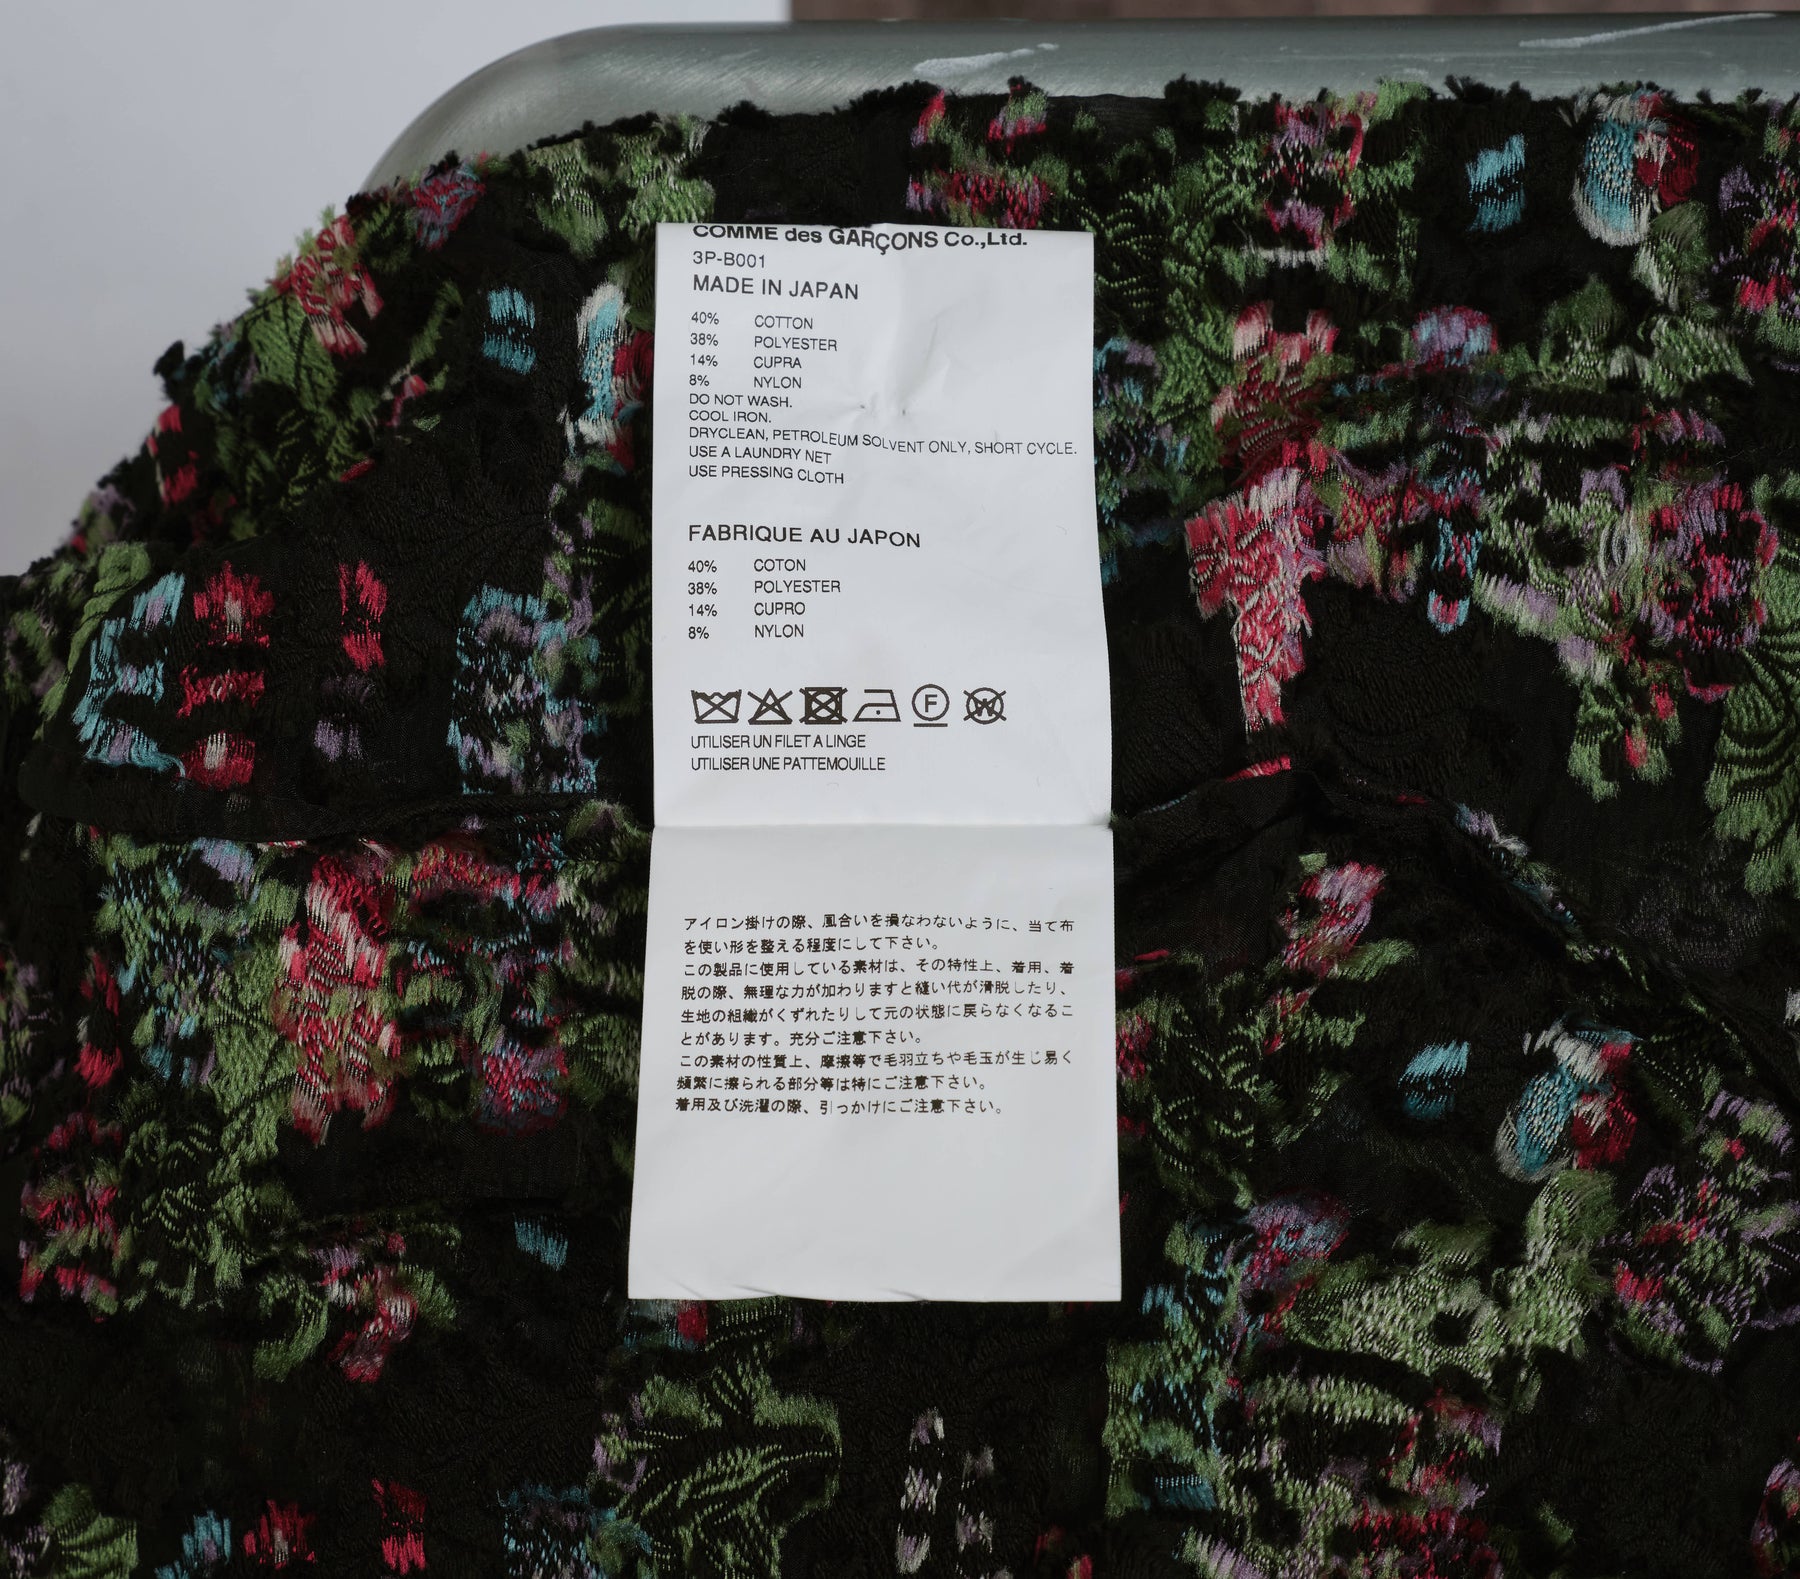 COMME des GARÇONS Co.,Ltd.
3P-B001
MADE IN JAPAN
40% COTTON
38% POLYESTER
14% CUPRA
8% NYLON
DO NOT WASH.
COOL IRON.
DRYCLEAN, PETROLEUM SOLVENT ONLY, SHORT CYCLE.
USE A LAUNDRY NET
USE PRESSING CLOTH
FABRIQUE AU JAPON
40% COTON
38% POLYESTER
14% CUPRO
8% NYLON
F W
UTILISER UN FILET A LINGE
UTILISER UNE PATTEMOUILLE
アイロン掛けの際、風合いを損なわないように、当て布
を使い形を整える程度にして下さい。
この製品に使用している素材は、その特性上、着用、着
脱の際、無理な力が加わりますと縫い代が滑脱したり、
生地の組織がくずれたりして元の状態に戻らなくなるこ
とがあります。充分ご注意下さい。
この素材の性質上、摩擦等で毛羽立ちや毛玉が生じ易く
頻繁に擦られる部分等は特にご注意下さい。
着用及び洗濯の際、引っかけにご注意下さい。